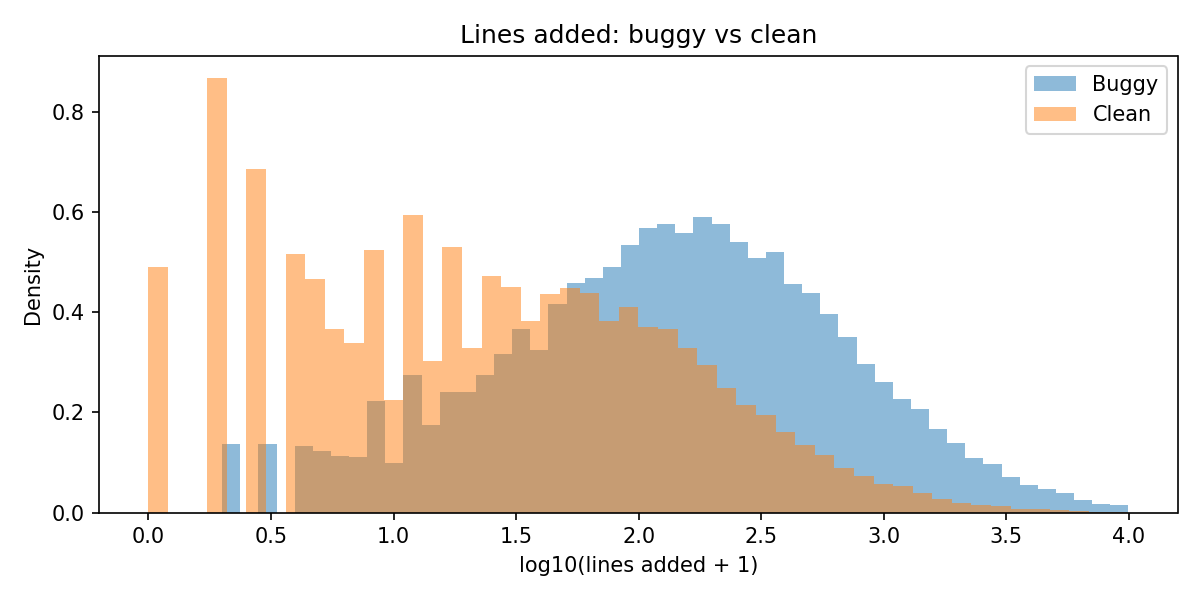 Lines added: buggy vs clean
Buggy
Clean
Density
0.8
0.6
0.4
0.2
0.0
0.0 0.5 1.0 1.5 2.0 2.5 3.0 3.5 4.0
log10(lines added + 1)